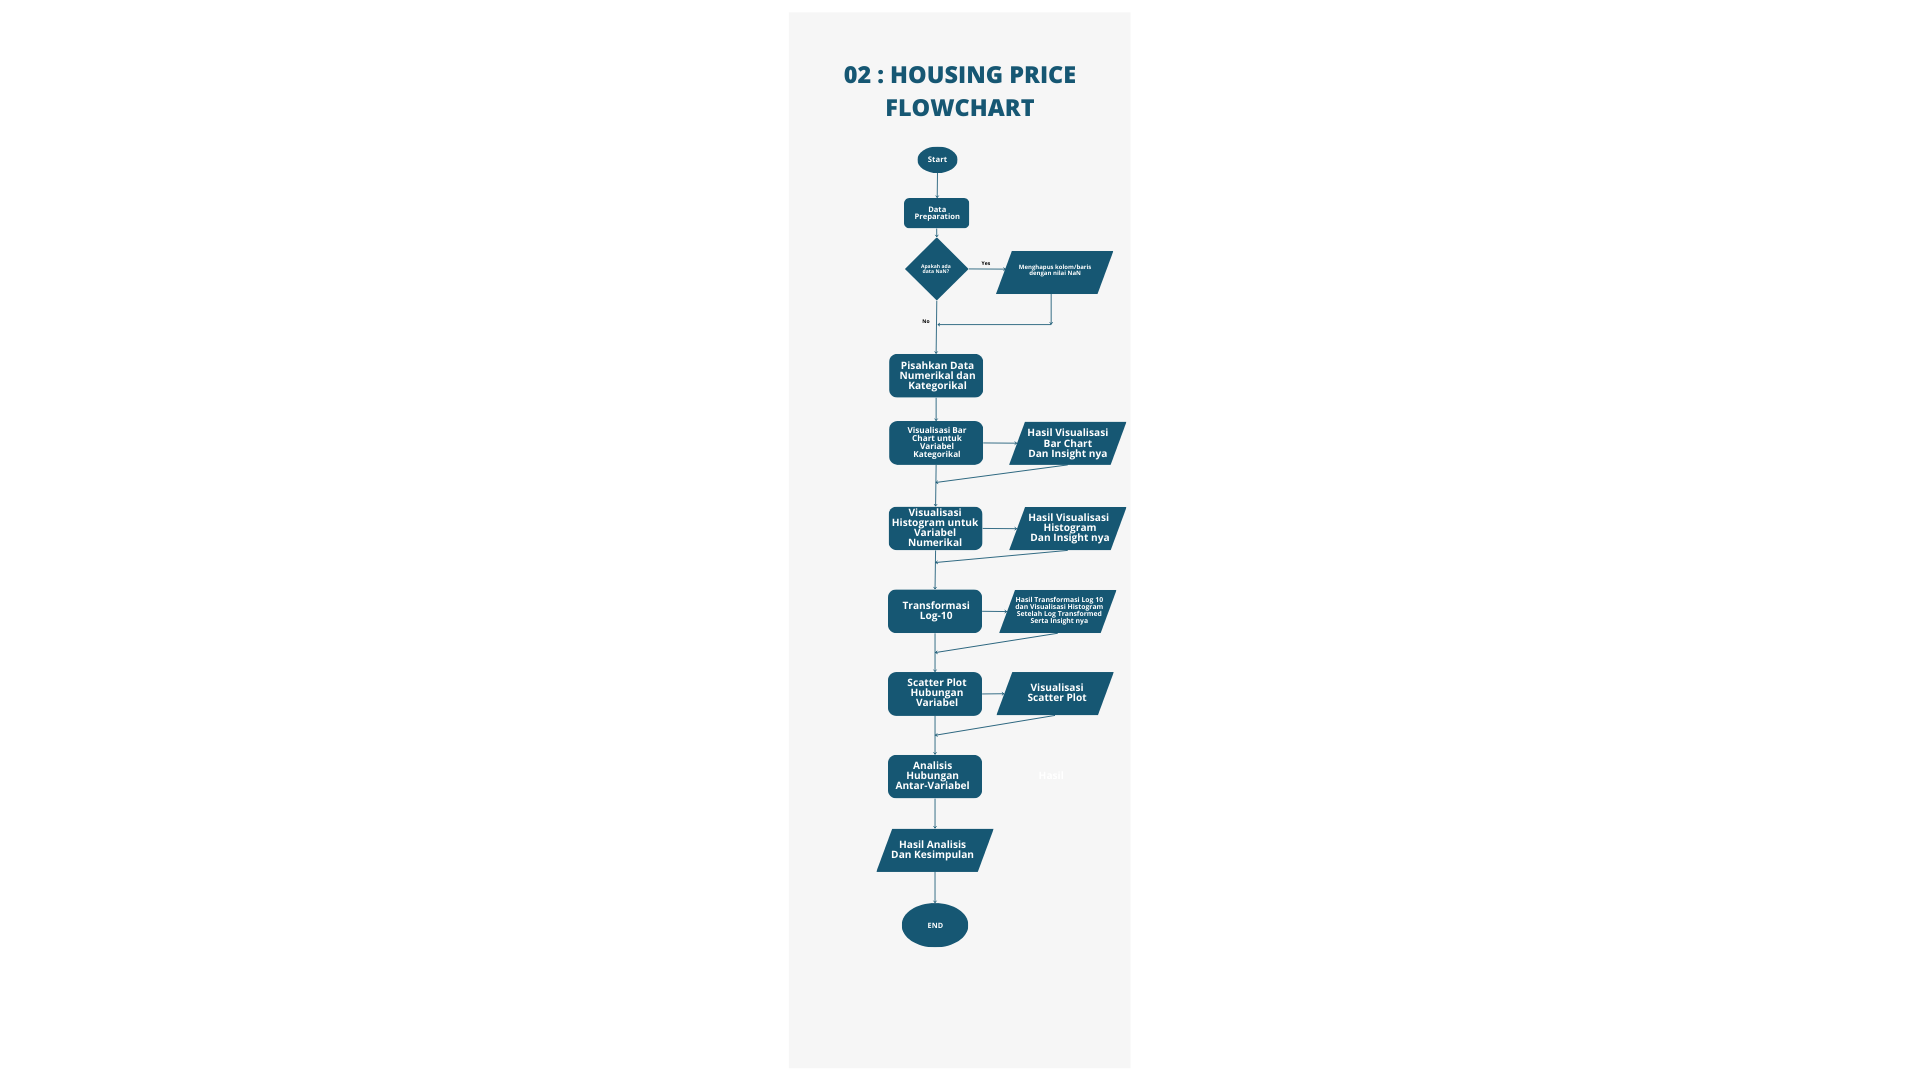 02 : HOUSING PRICE
FLOWCHART
Start
Data
Preparation
Apakah ada
data NaN?
Yes
Menghapus kolom/baris
dengan nilai NaN
No
Pisahkan Data
Numerikal dan
Kategorikal
Visualisasi Bar
Chart untuk
Variabel
Kategorikal
Hasil Visualisasi
Bar Chart
Dan Insight nya
Visualisasi
Histogram untuk
Variabel
Numerikal
Hasil Visualisasi
Histogram
Dan Insight nya
Transformasi
Log-10
Hasil Transformasi Log 10
dan Visualisasi Histogram
Setelah Log Transformed
Serta Insight nya
Scatter Plot
Hubungan
Variabel
Visualisasi
Scatter Plot
Analisis
Hubungan
Antar-Variabel
Hasil
Hasil Analisis
Dan Kesimpulan
END